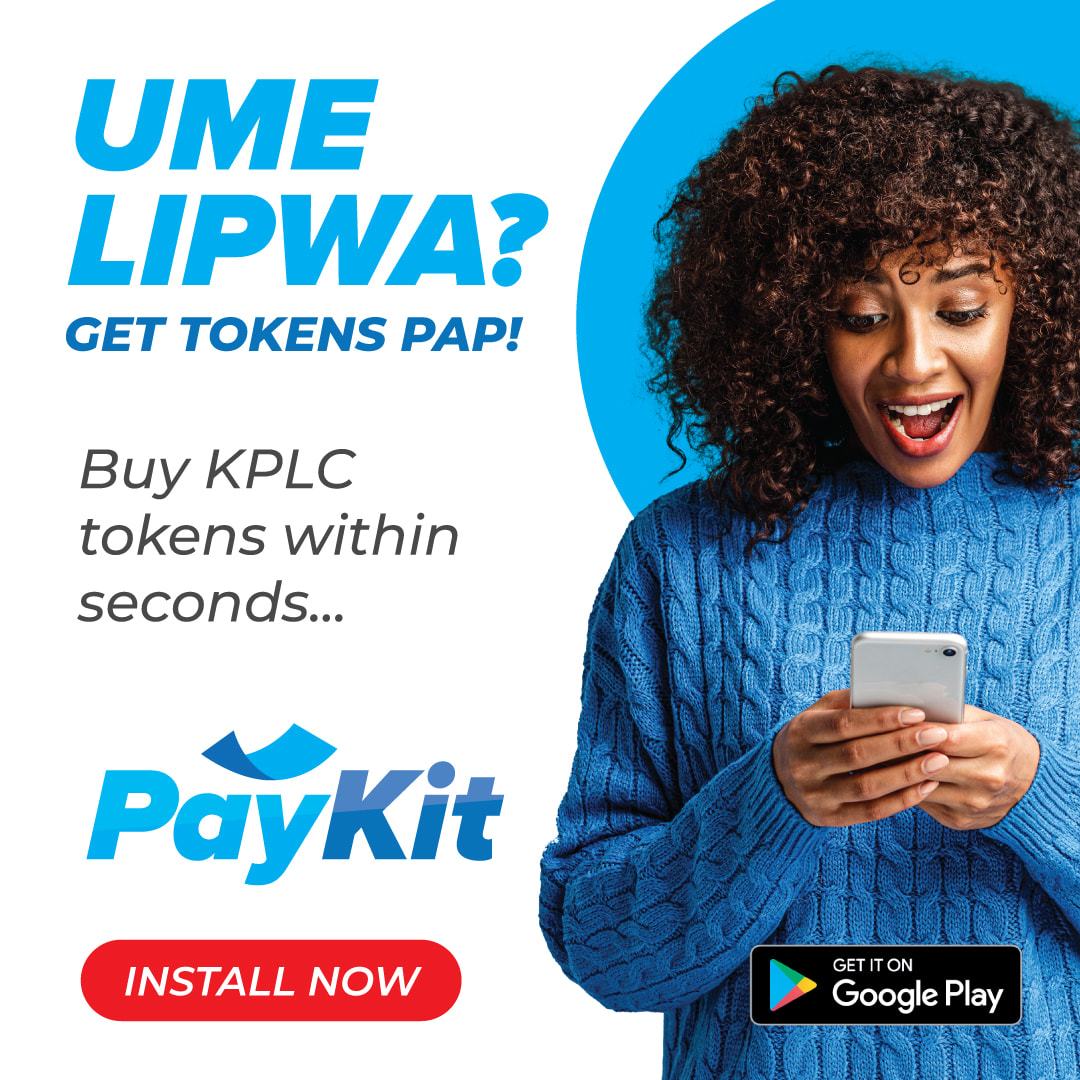 UME
LIPWA?
GET TOKENS PAP!
Buy KPLC
tokens within
seconds...
PayKit
INSTALL NOW
GET IT ON
Google Play